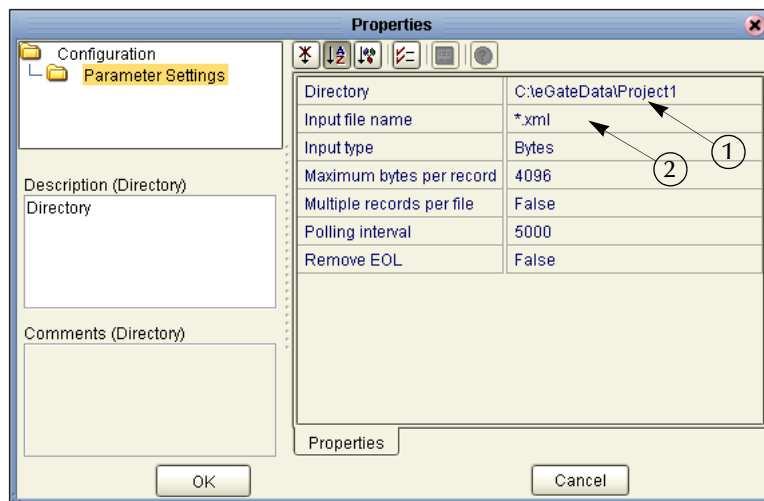 Properties
Configuration
Parameter Settings
Description (Directory)
Directory
Comments (Directory)
Directory C:\eGateData\Project1
Input file name *.xml
Input type Bytes
Maximum bytes per record 4096
Multiple records per file False
Polling interval 5000
Remove EOL False
1
2
Properties
OK
Cancel